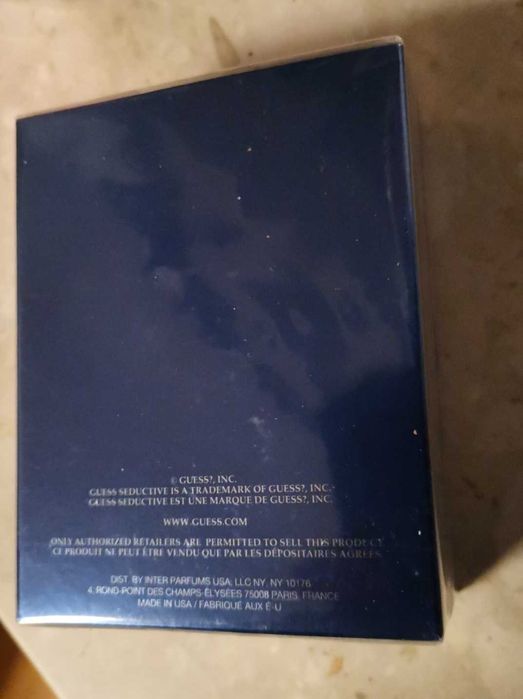 © GUESS?, INC.
GUESS SEDUCTIVE IS A TRADEMARK OF GUESS?, INC.
GUESS SEDUCTIVE EST UNE MARQUE DE GUESS?, INC.
WWW.GUESS.COM
ONLY AUTHORIZED RETAILERS ARE PERMITTED TO SELL THIS PRODUCT
CE PRODUIT NE PEUT ÊTRE VENDU QUE PAR LES DÉPOSITAIRES AGRÉÉS
DIST. BY INTER PARFUMS USA, LLC NY, NY 10176
4, ROND-POINT DES CHAMPS-ÉLYSÉES 75008 PARIS, FRANCE
MADE IN USA / FABRIQUÉ AUX É-U